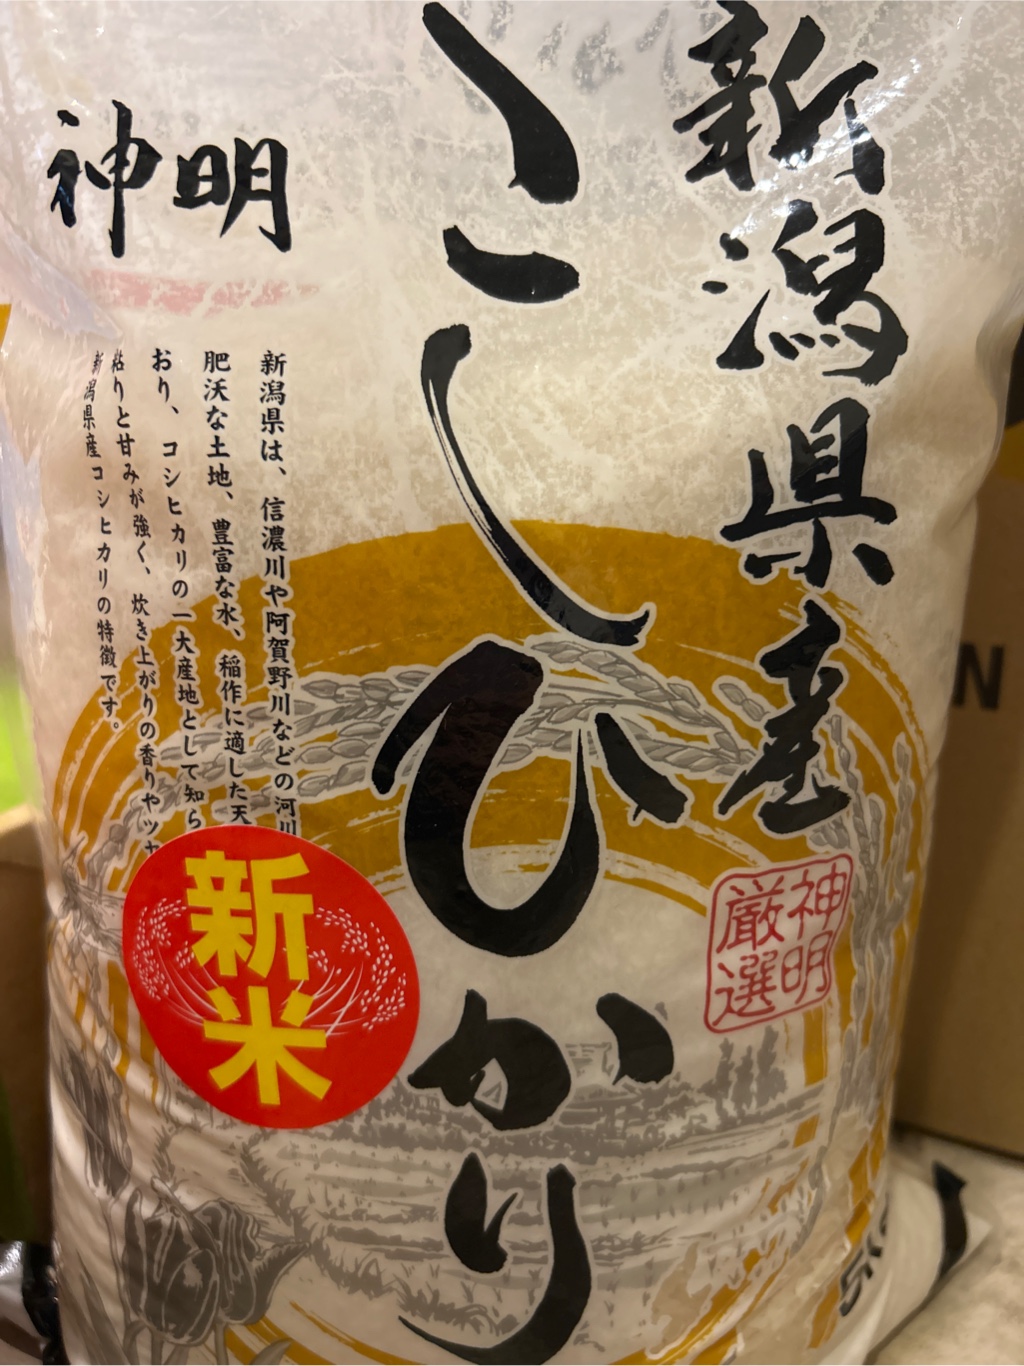 新潟県産
こしひかり
神明
新潟県は、信濃川や阿賀野川などの河川
肥沃な土地、豊富な水、稲作に適した天
おり、コシヒカリの一大産地として知ら
粘りと甘みが強く、炊き上がりの香りやツヤ
新潟県産コシヒカリの特徴です。
新米
神明
厳選
N